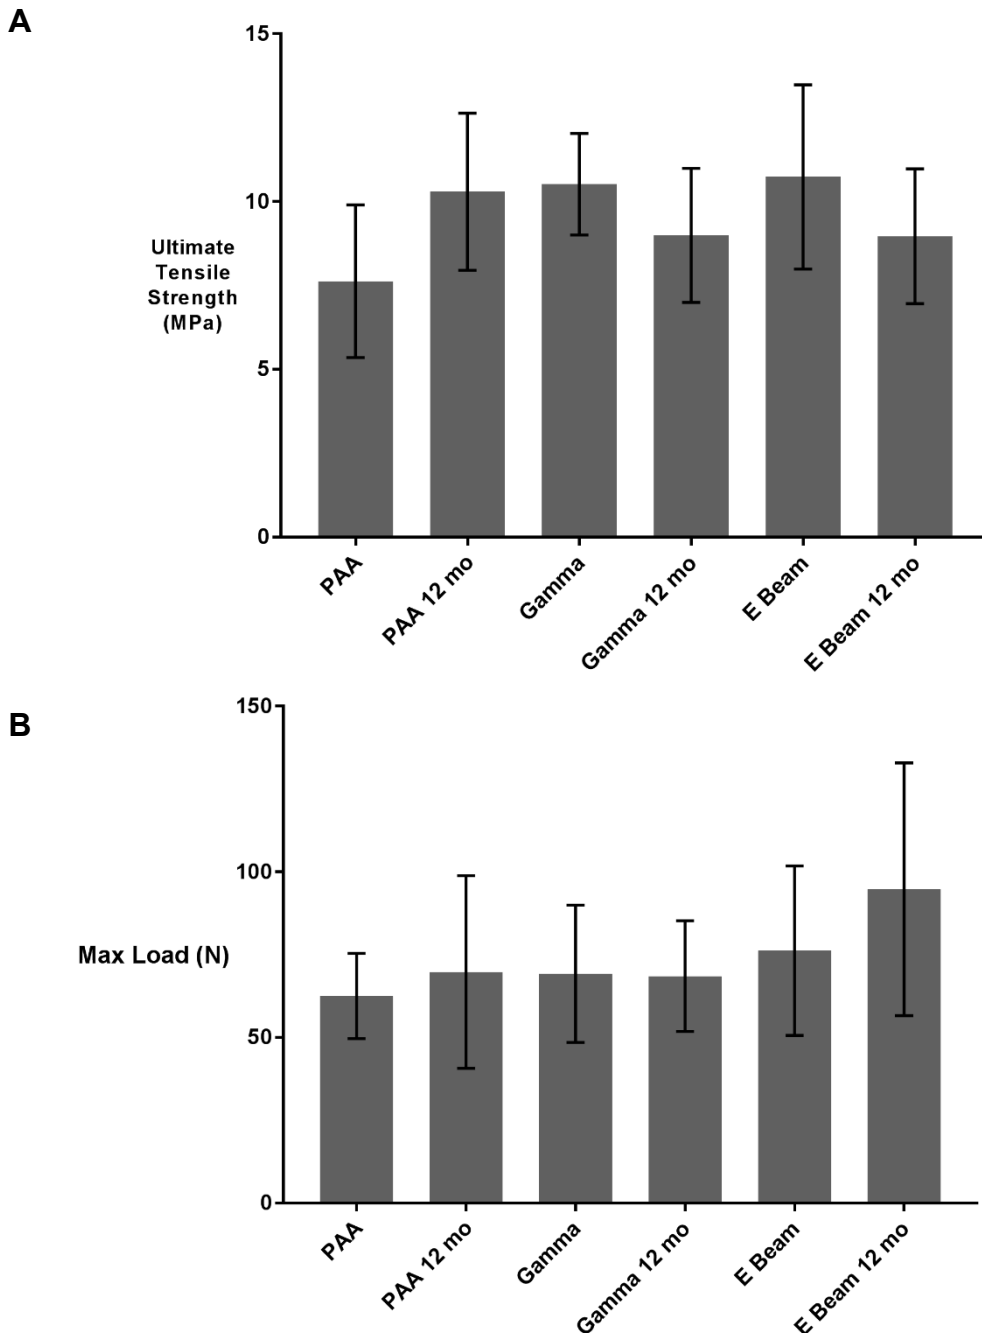 A
15
10
5
0
Ultimate
Tensile
Strength
(MPa)
PAA
PAA 12 mo
Gamma
Gamma 12 mo
E Beam
E Beam 12 mo
B
150
100
50
0
Max Load (N)
PAA
PAA 12 mo
Gamma
Gamma 12 mo
E Beam
E Beam 12 mo